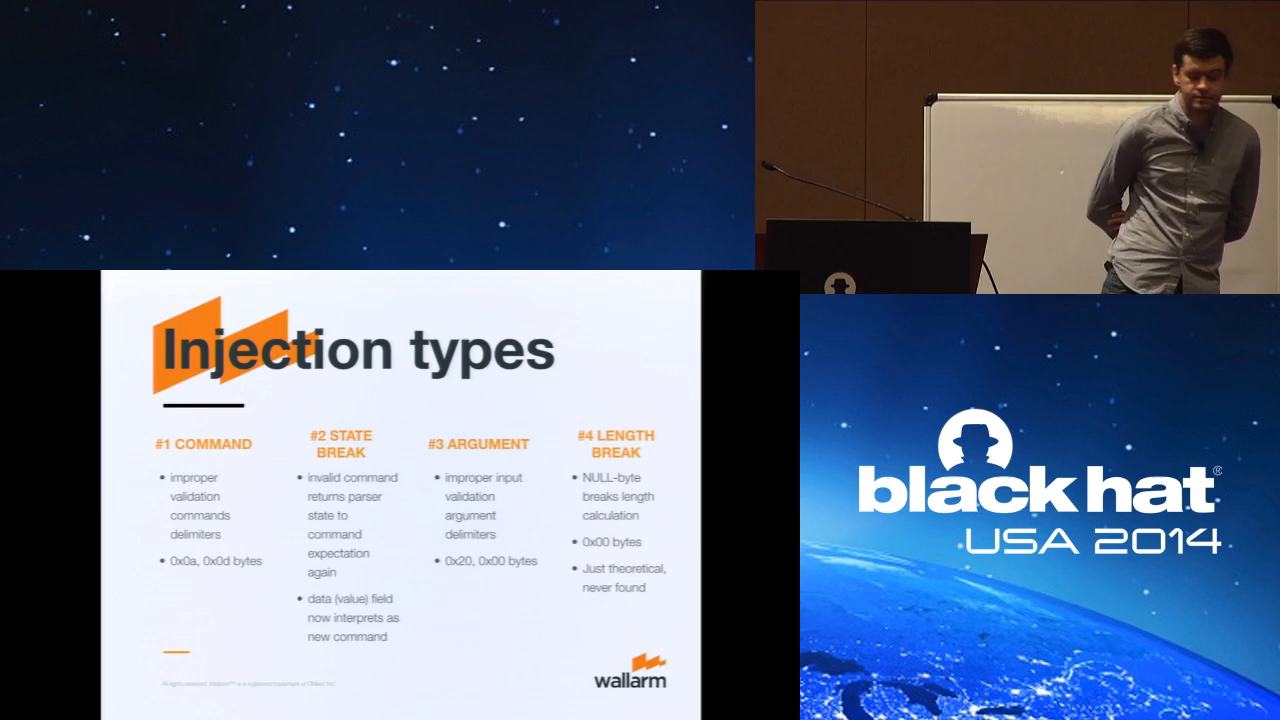 Injection types
#1 COMMAND
improper
validation
commands
delimiters
0x0a, 0x0d bytes
#2 STATE
BREAK
invalid command
returns parser
state to
command
expectation
again
data (value) field
now interprets as
new command
#3 ARGUMENT
improper input
validation
argument
delimiters
0x20, 0x00 bytes
#4 LENGTH
BREAK
NULL-byte
breaks length
calculation
0x00 bytes
Just theoretical,
never found
wallarm
black hat®
USA 2014